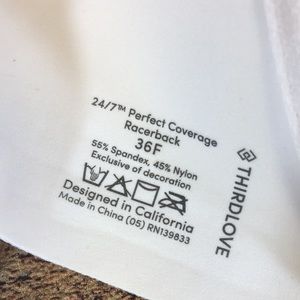 24/7™ Perfect Coverage
Racerback
36F
55% Spandex, 45% Nylon
Exclusive of decoration
Designed in California
Made in China (05) RN139833
THIRDLOVE